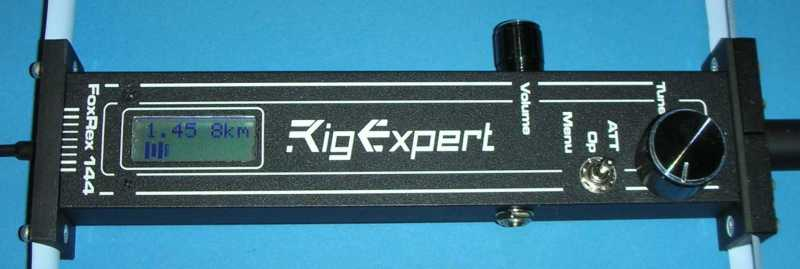 FoxRex 144
1.45 8km
RigExpert
Volume
Tune
ATT
Op
Menu